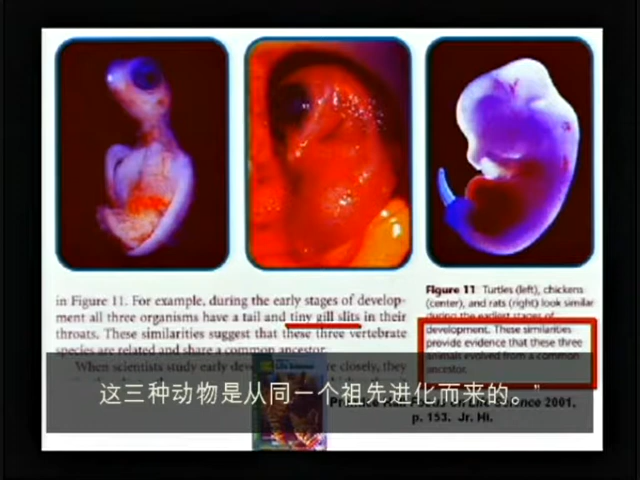 in Figure 11. For example, during the early stages of develop-
ment all three organisms have a tail and tiny gill slits in their
throats. These similarities suggest that these three vertebrate
species are related and share a common ancestor.
When scientists study early deve closely, they
Figure 11 Turtles (left), chickens
(center), and rats (right) look similar
during the earliest stages of
development. These similarities
provide evidence that these three
animals evolved from a common
ancestor.
这三种动物是从同一个祖先进化而来的。”
Science 2001,
p. 153. Jr. Hi.